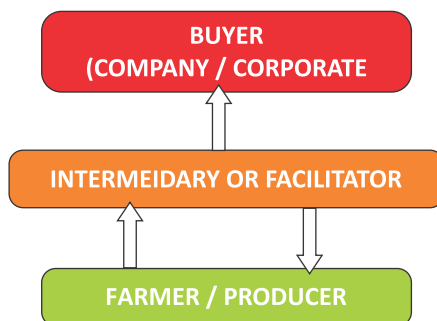 BUYER
(COMPANY / CORPORATE
INTERMEIDARY OR FACILITATOR
FARMER / PRODUCER